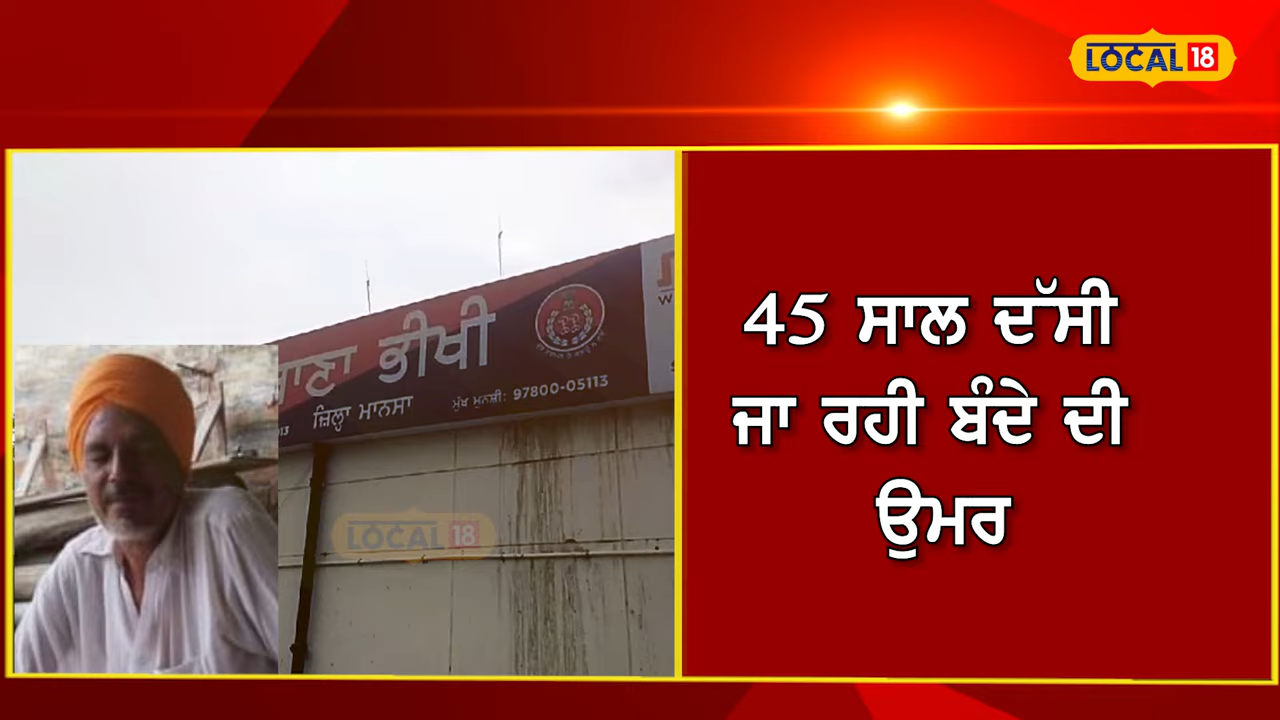 LOCAL 18
ਭੀਖੀ
ਜ਼ਿਲ੍ਹਾ ਮਾਨਸਾ
ਮੁੱਖ ਮੁਨਸ਼ੀ: 97800-05113
LOCAL 18
45 ਸਾਲ ਦੱਸੀ
ਜਾ ਰਹੀ ਬੰਦੇ ਦੀ
ਉਮਰ